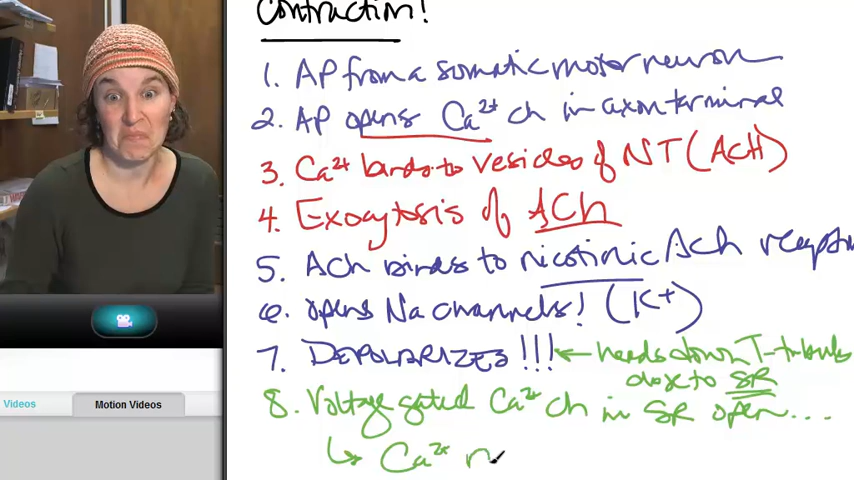 Contraction!
1. AP from a somatic motor neuron
2. AP opens Ca2+ ch in axon terminal
3. Ca2+ binds to vesicles of NT (ACH)
4. Exocytosis of ACh
5. ACh binds to nicotinic Ach receptor
6. opens Na channels! (K+)
7. DEPOLARIZES!!! ← heads down T-tubules
close to SR
8. Voltage gated Ca2+ ch in SR open...
↳ Ca2+ r
Videos
Motion Videos